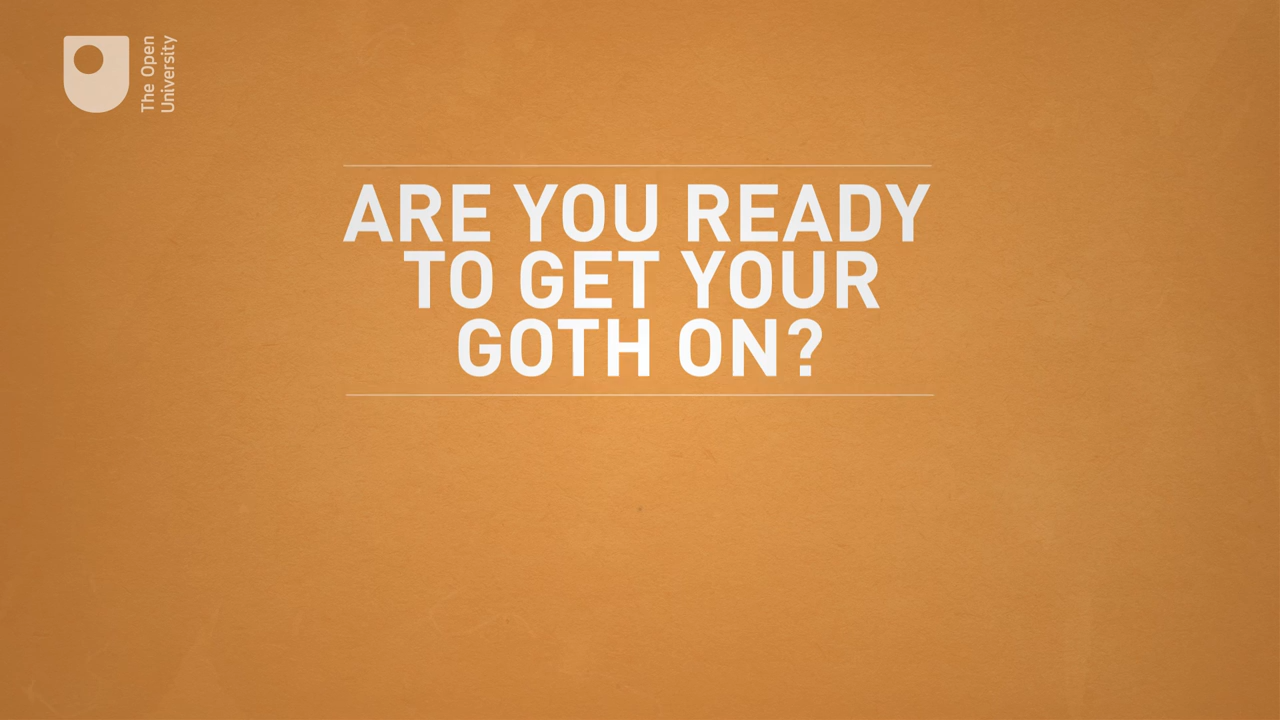 The Open
University
ARE YOU READY
TO GET YOUR
GOTH ON?